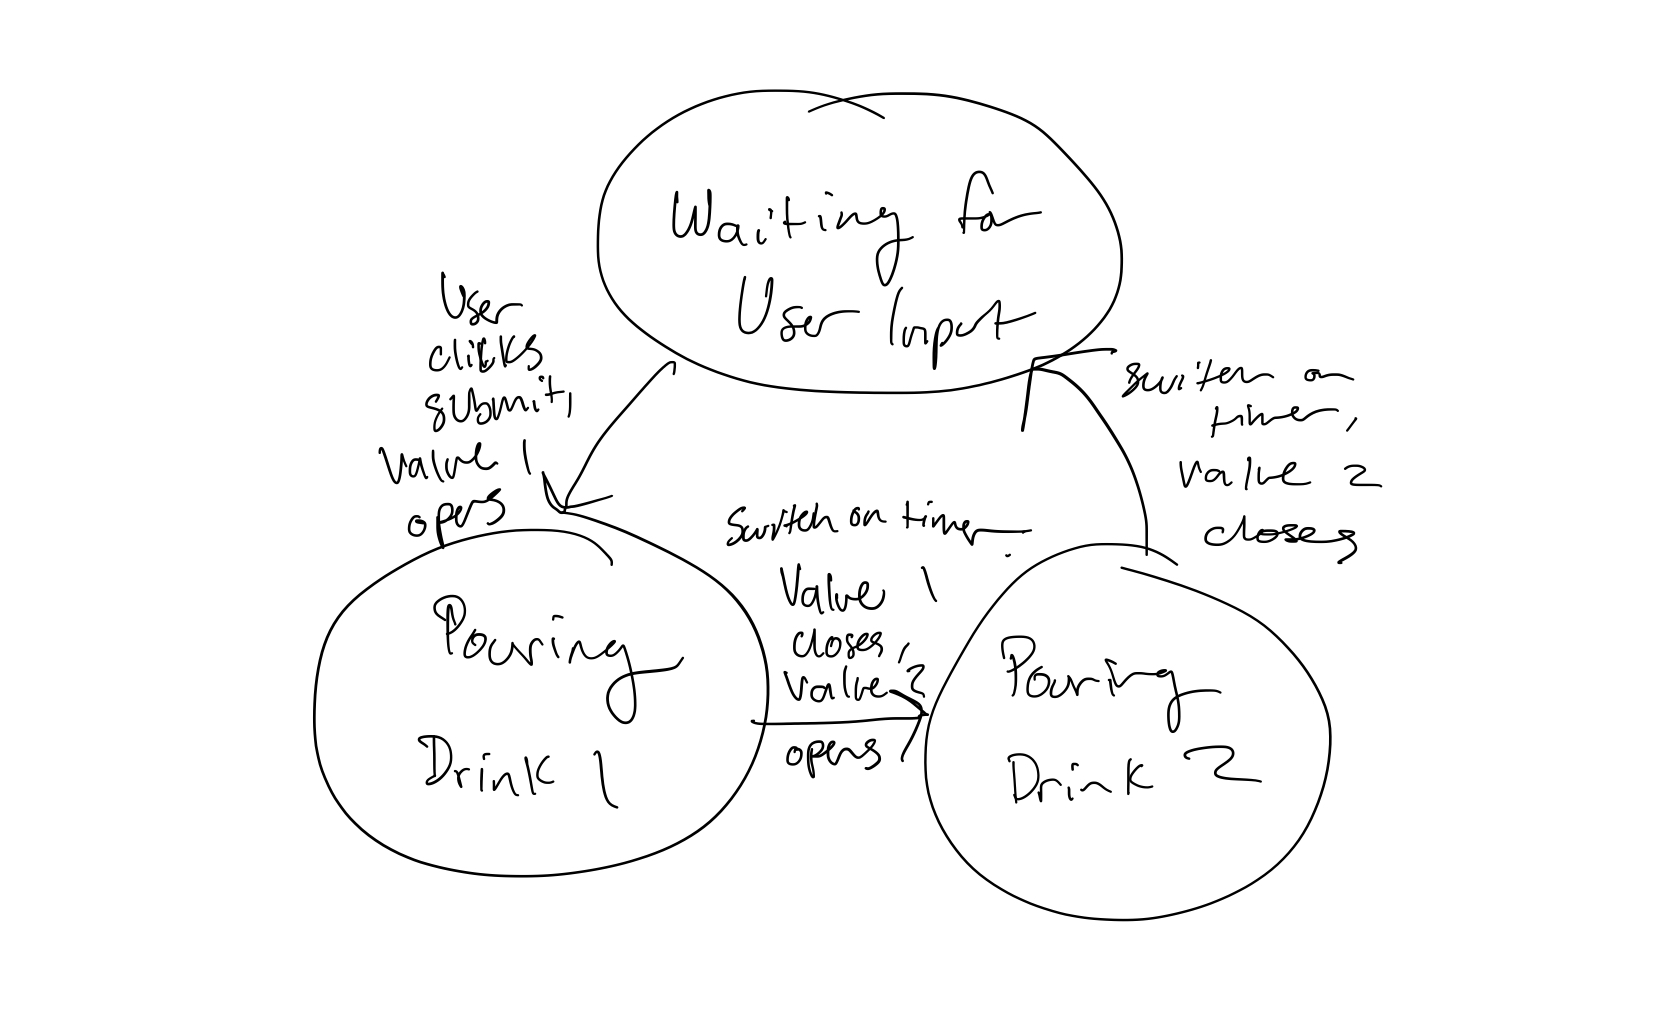 Waiting for
User Input
User
clicks
submit,
valve 1
opens
switch on
timer,
valve 2
closes
Switch on timer.
Valve 1
closes,
valve 2
opens
Pouring
Drink 1
Pouring
Drink 2